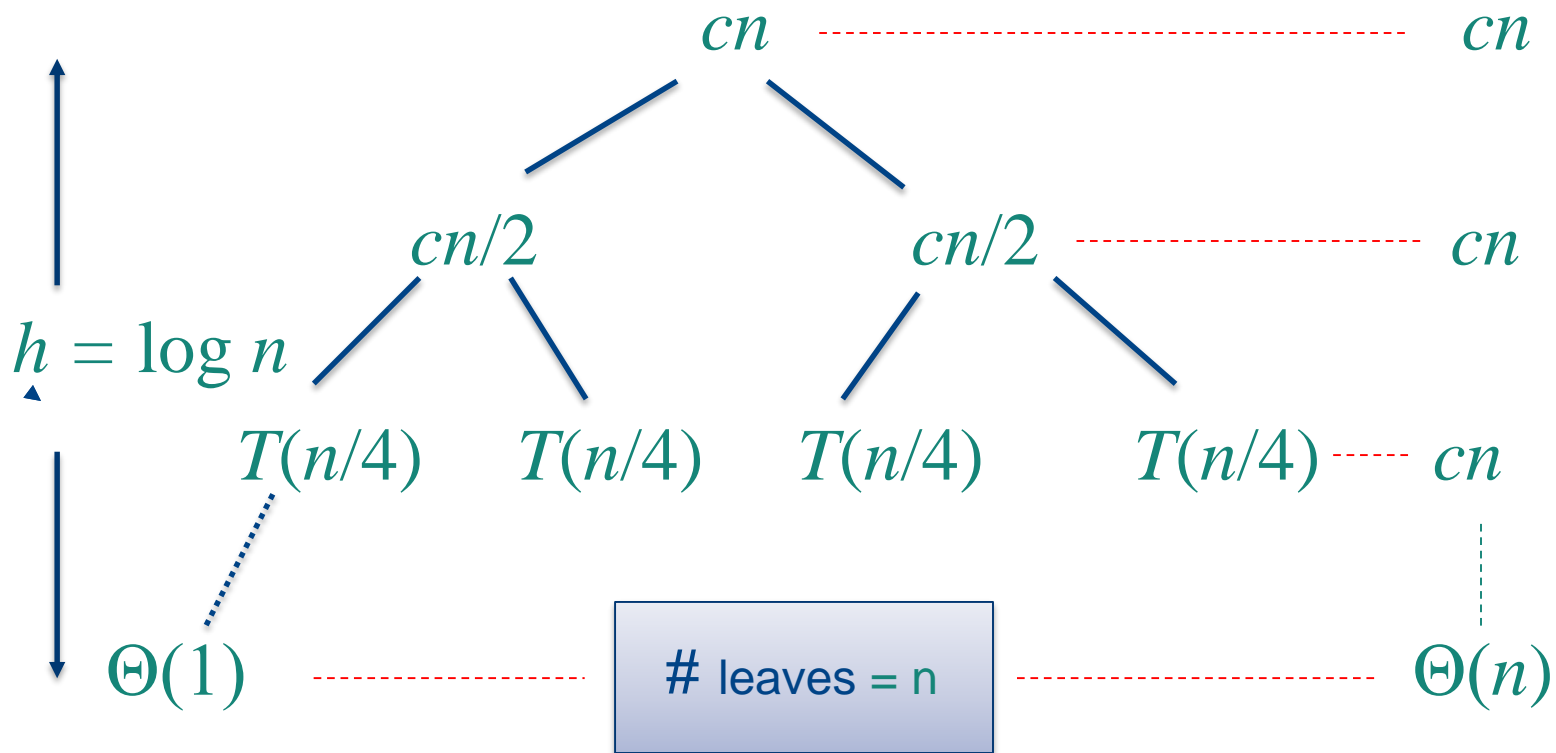 cn cn
cn/2 cn/2 cn
h = log n
T(n/4) T(n/4) T(n/4) T(n/4) cn
Θ(1) # leaves = n Θ(n)